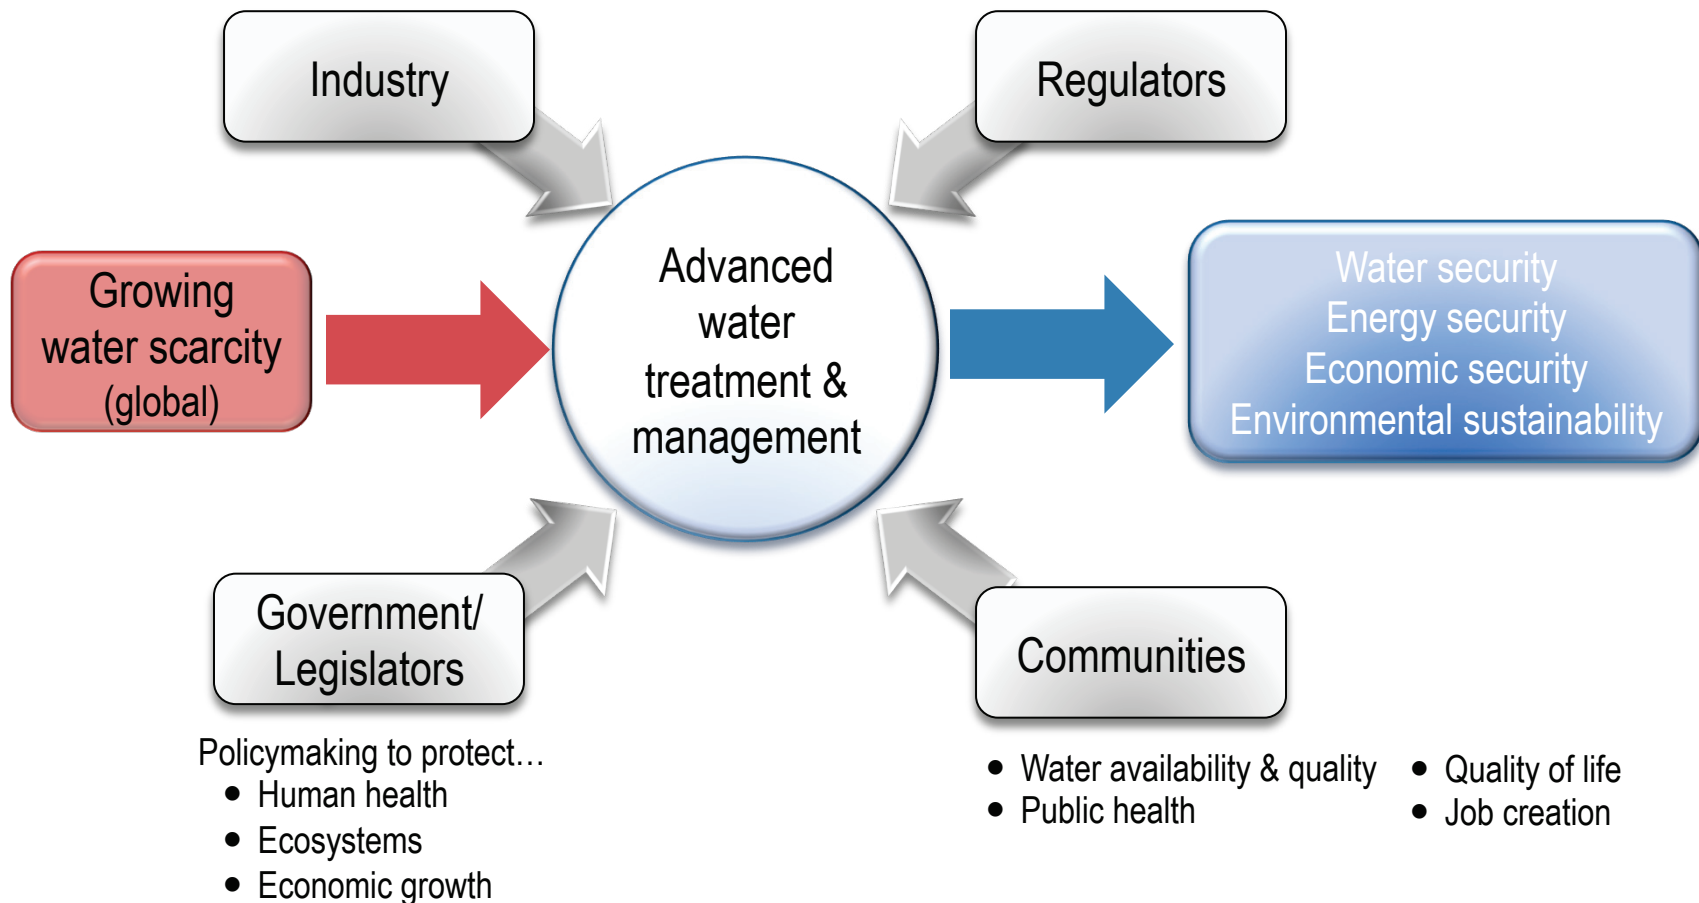 Industry
Regulators
Growing
water scarcity
(global)
Advanced
water
treatment &
management
Water security
Energy security
Economic security
Environmental sustainability
Government/
Legislators
Policymaking to protect…
• Human health
• Ecosystems
• Economic growth
Communities
• Water availability & quality
• Public health
• Quality of life
• Job creation